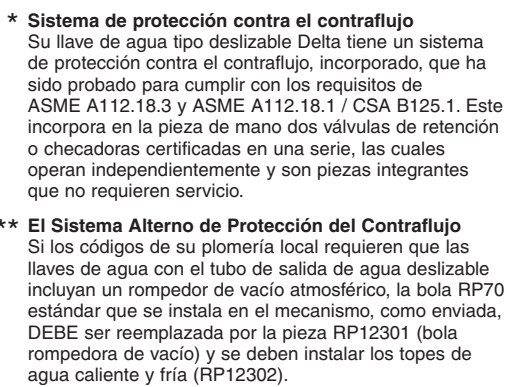 * Sistema de protección contra el contraflujo
Su llave de agua tipo deslizable Delta tiene un sistema
de protección contra el contraflujo, incorporado, que ha
sido probado para cumplir con los requisitos de
ASME A112.18.3 y ASME A112.18.1 / CSA B125.1. Este
incorpora en la pieza de mano dos válvulas de retención
o checadoras certificadas en una serie, las cuales
operan independientemente y son piezas integrantes
que no requieren servicio.
** El Sistema Alterno de Protección del Contraflujo
Si los códigos de su plomería local requieren que las
llaves de agua con el tubo de salida de agua deslizable
incluyan un rompedor de vacío atmosférico, la bola RP70
estándar que se instala en el mecanismo, como enviada,
DEBE ser reemplazada por la pieza RP12301 (bola
rompedora de vacío) y se deben instalar los topes de
agua caliente y fría (RP12302).